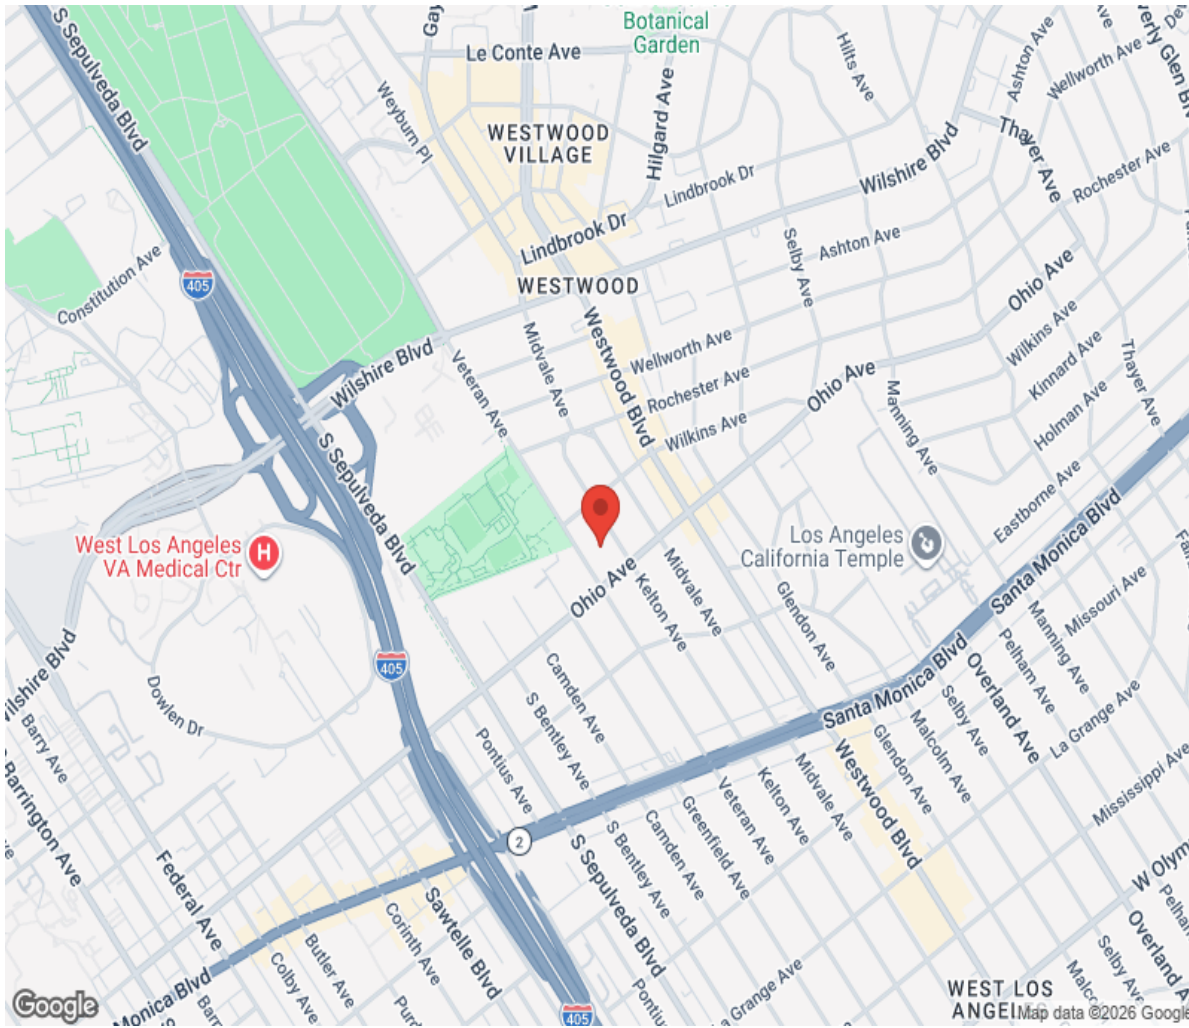 S Sepulveda Blvd
Gay
Le Conte Ave
Botanical
Garden
Hilts Ave
Ashton Ave
Wellworth Ave
Weyburn Pl
WESTWOOD
VILLAGE
Hilgard Ave
Lindbrook Dr
Wilshire Blvd
Thayer Ave
Rochester Ave
Constitution Ave
405
Lindbrook Dr
WESTWOOD
Selby Ave
Ashton Ave
Ohio Ave
Wilshire Blvd
Veteran Ave
Midvale Ave
Westwood Blvd
Wellworth Ave
Rochester Ave
Wilkins Ave
Ohio Ave
Manning Ave
Wilkins Ave
Kinnard Ave
Holman Ave
Thayer Ave
Eastborne Ave
S Sepulveda Blvd
West Los Angeles
VA Medical Ctr
H
Los Angeles
California Temple
Santa Monica Blvd
Ohio Ave
Kelton Ave
Midvale Ave
Glendon Ave
Missouri Ave
Manning Ave
Pelham Ave
Overland Ave
Selby Ave
La Grange Ave
405
Dowlen Dr
Barry Ave
Barrington Ave
Camden Ave
S Bentley Ave
Pontius Ave
Santa Monica Blvd
Malcolm Ave
Glendon Ave
Westwood Blvd
Midvale Ave
Kelton Ave
Veteran Ave
Greenfield Ave
Camden Ave
S Bentley Ave
S Sepulveda Blvd
Mississippi Ave
2
Federal Ave
Sawtelle Blvd
Corinth Ave
Butler Ave
Colby Ave
Monica Blvd
W Olym
Overland A
Selby Ave
WEST LOS
405
Google
Map data ©2026 Google